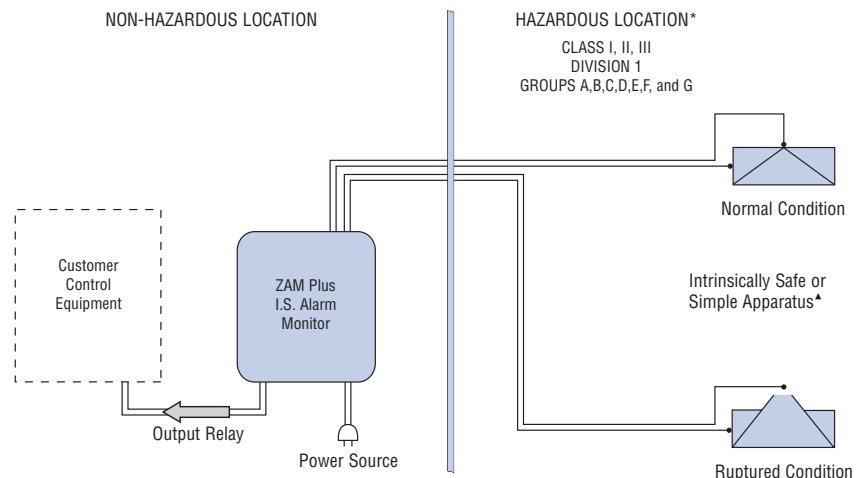 NON-HAZARDOUS LOCATION
HAZARDOUS LOCATION*
CLASS I, II, III
DIVISION 1
GROUPS A,B,C,D,E,F, and G
Normal Condition
Customer
Control
Equipment
ZAM Plus
I.S. Alarm
Monitor
Intrinsically Safe or
Simple Apparatus▲
Output Relay
Power Source
Ruptured Condition